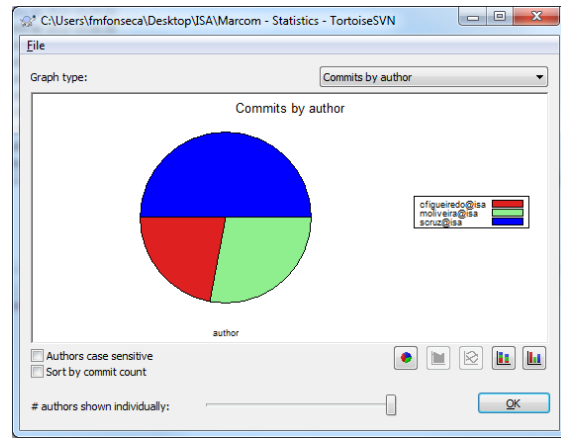 C:\Users\fmfonseca\Desktop\ISA\Marcom - Statistics - TortoiseSVN
File
Graph type:
Commits by author
Commits by author
cfigueiredo@isa
moliveira@isa
scruz@isa
author
Authors case sensitive
Sort by commit count
# authors shown individually:
OK